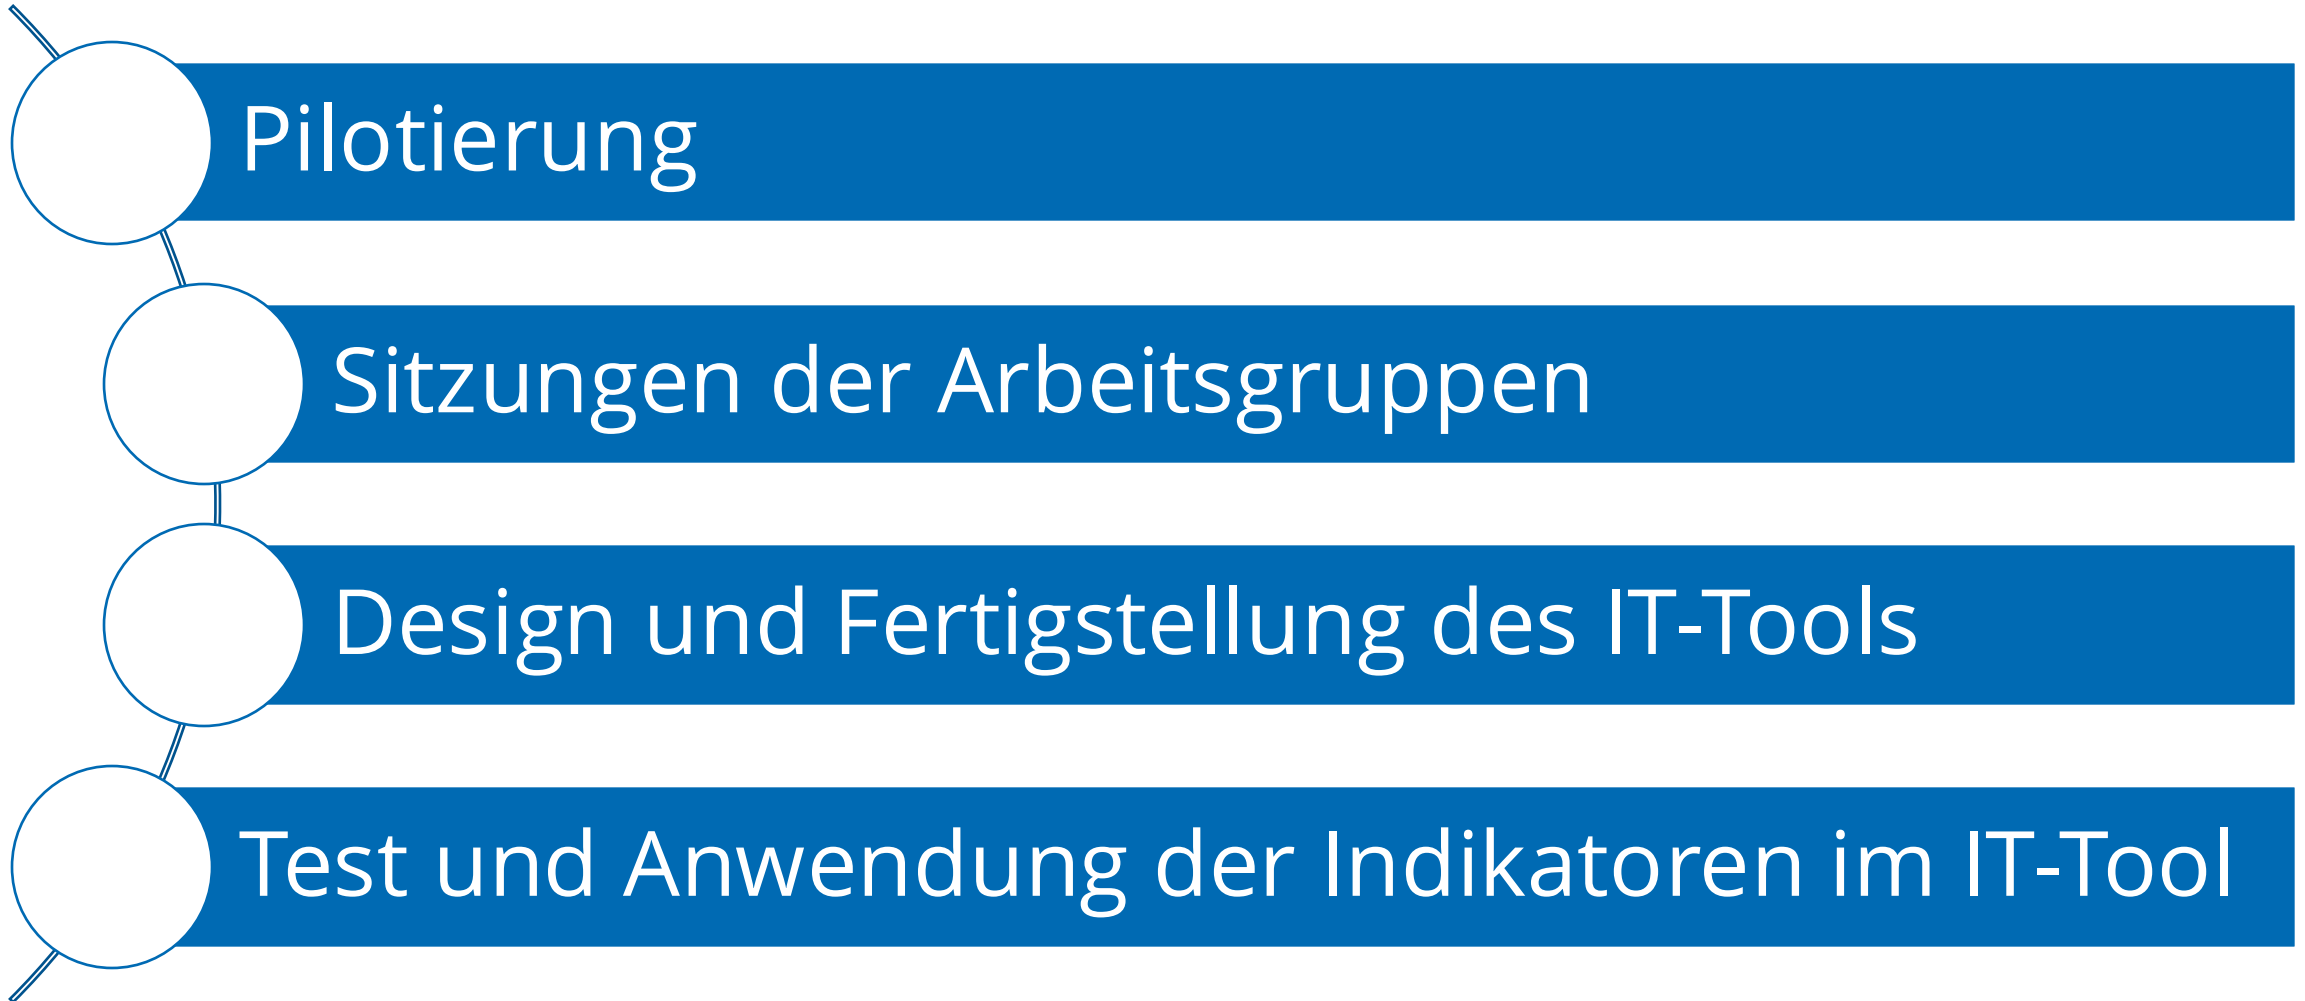 Pilotierung
Sitzungen der Arbeitsgruppen
Design und Fertigstellung des IT-Tools
Test und Anwendung der Indikatoren im IT-Tool